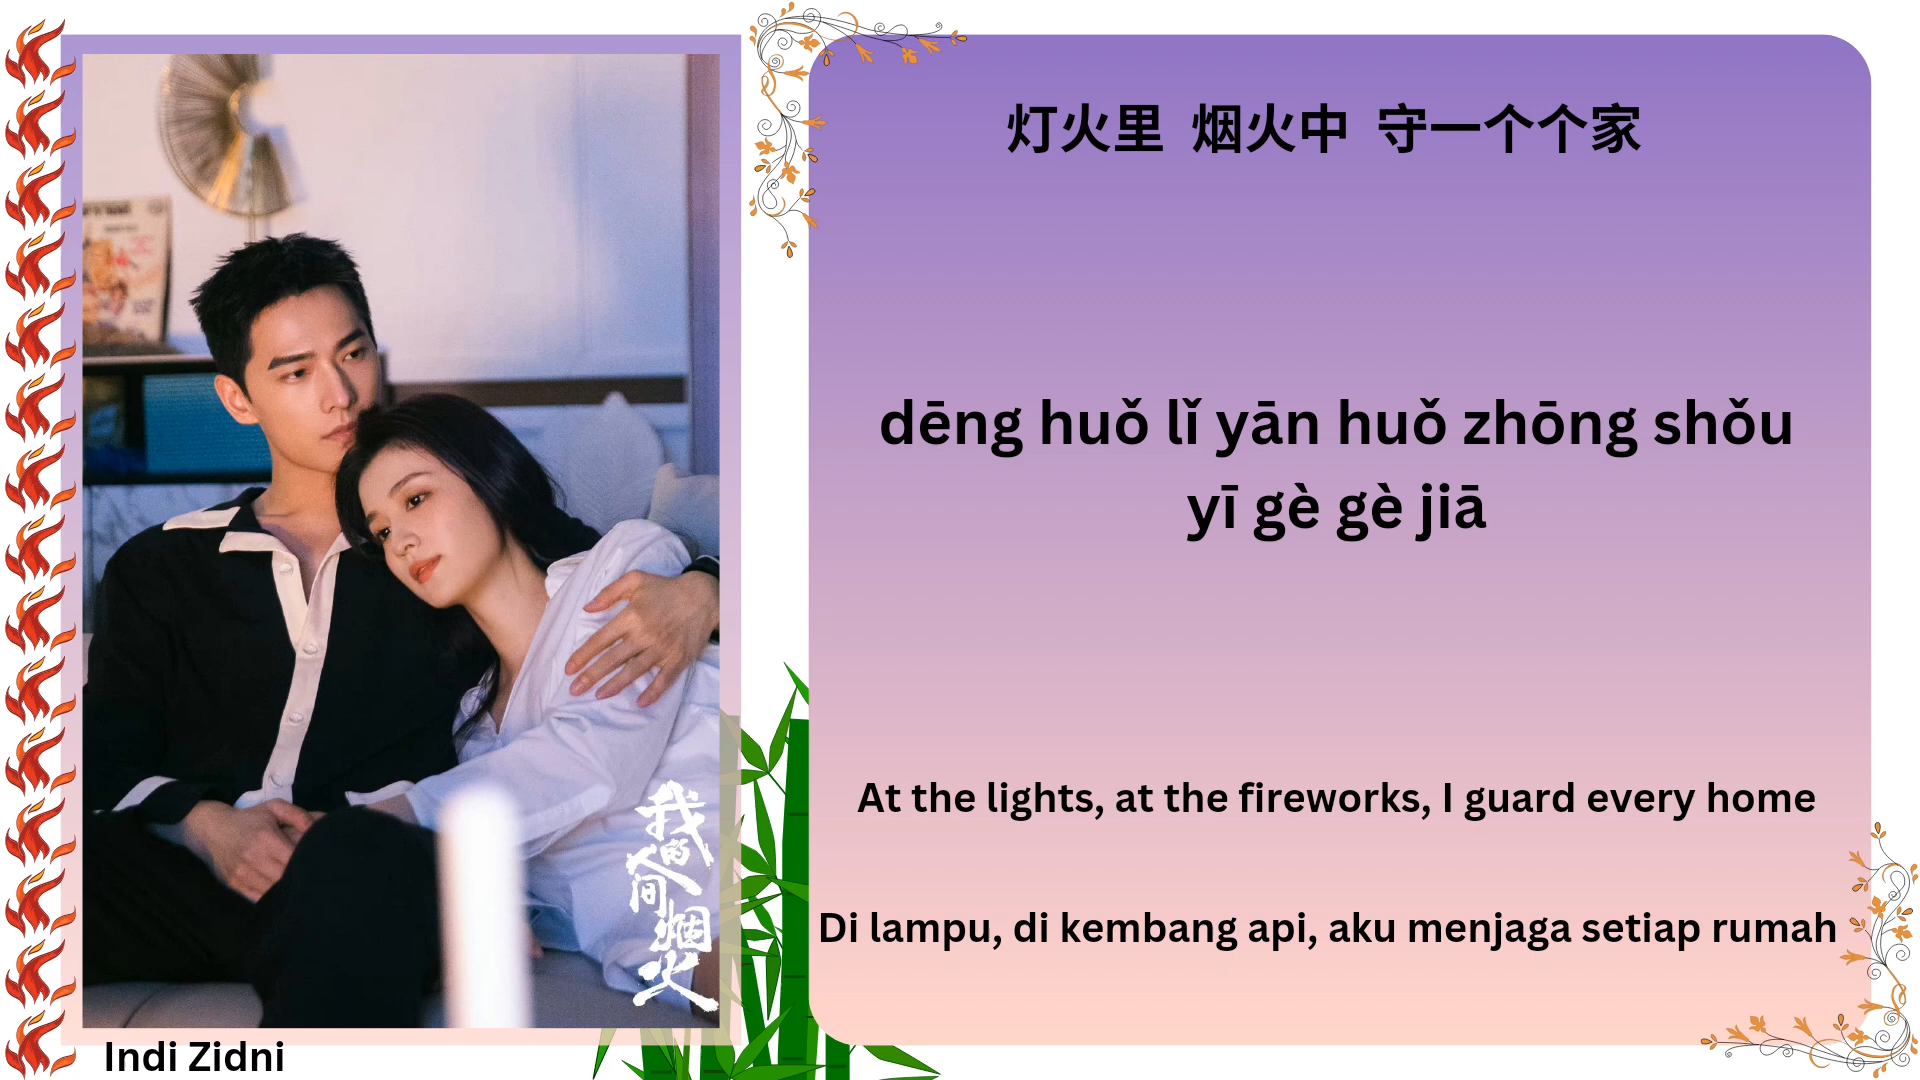 灯火里 烟火中 守一个个家
dēng huǒ lǐ yān huǒ zhōng shǒu
yī gè gè jiā
At the lights, at the fireworks, I guard every home
Di lampu, di kembang api, aku menjaga setiap rumah
我的人间烟火
Indi Zidni